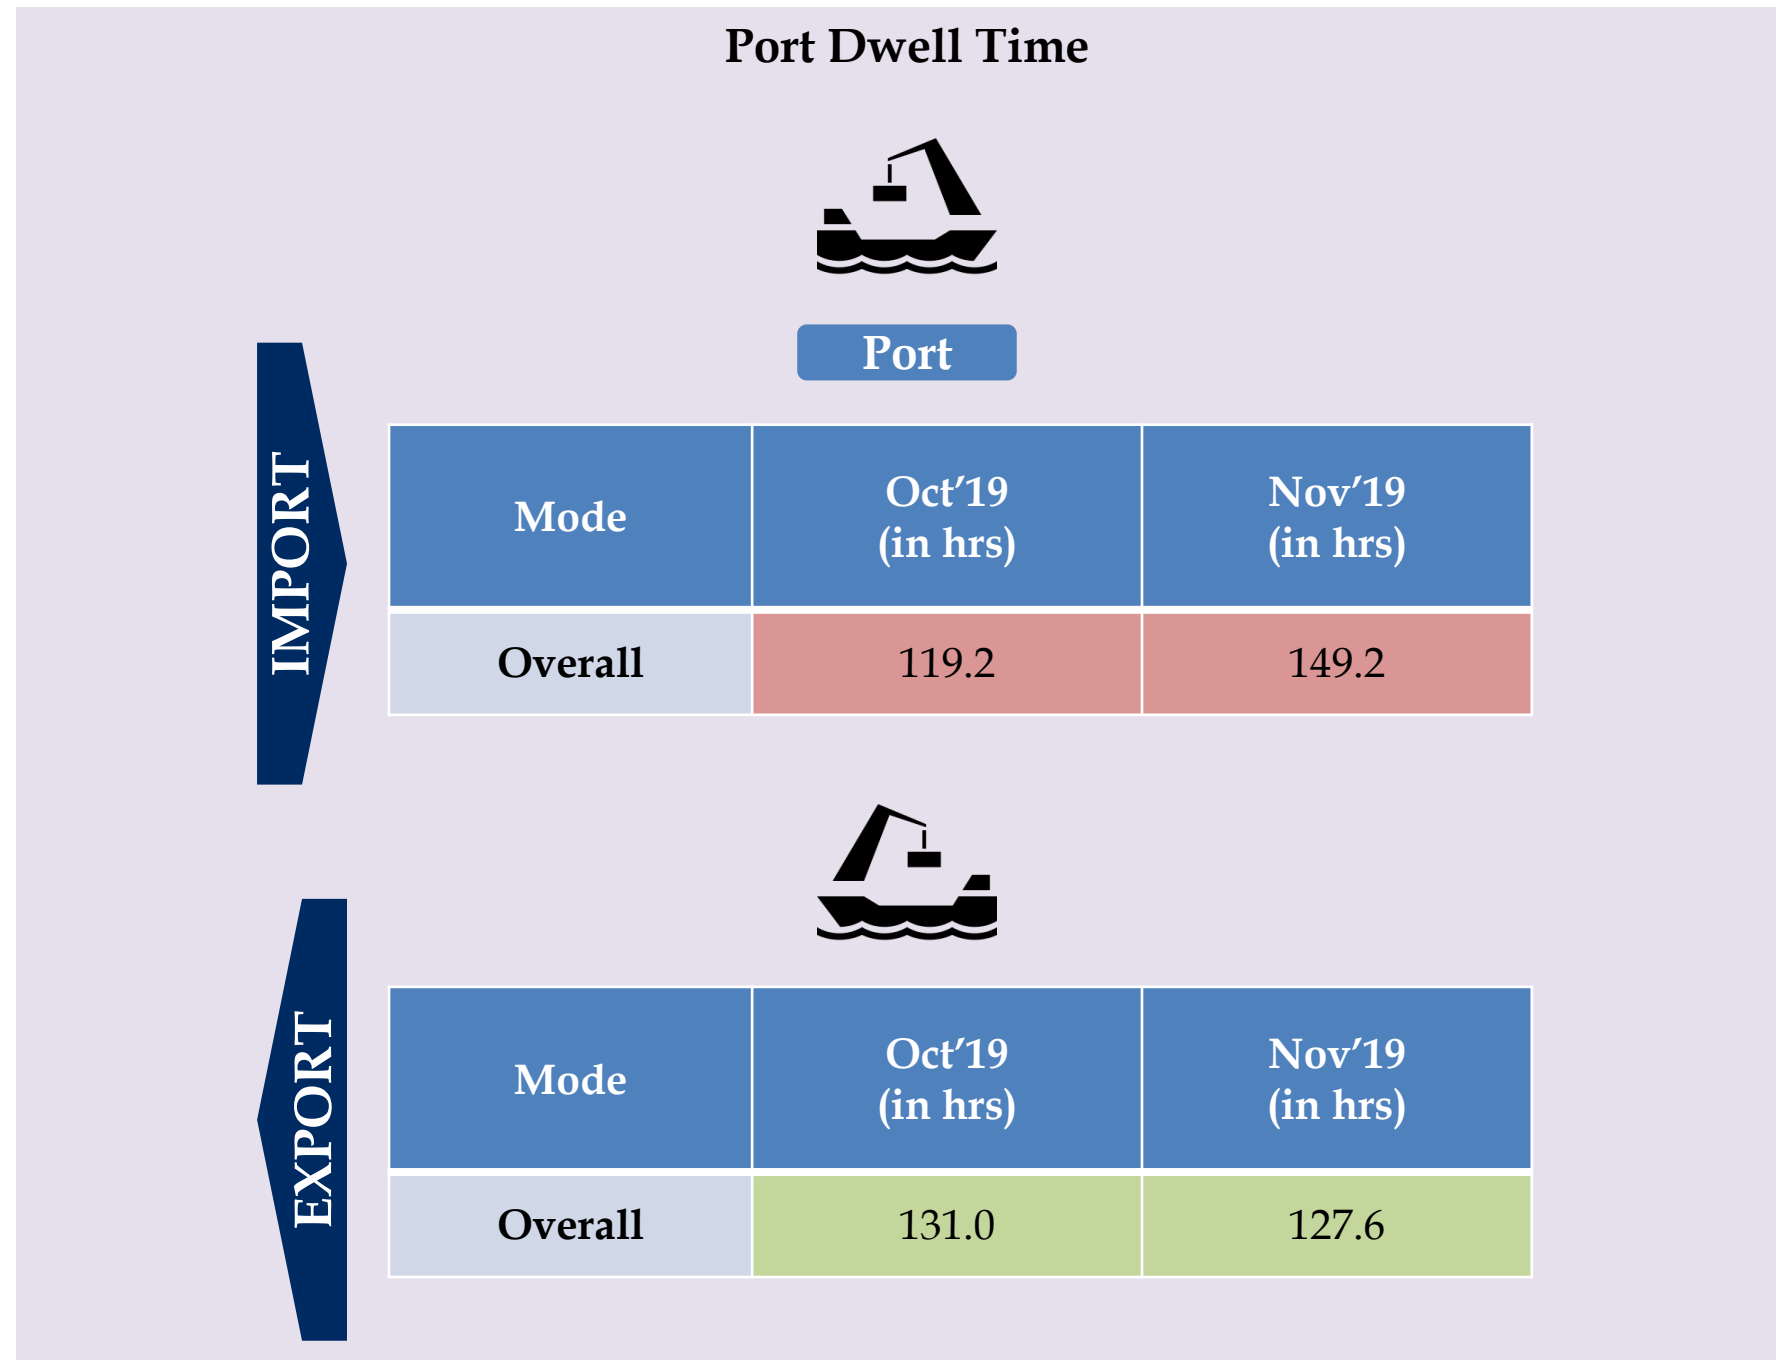 Port Dwell Time
Port
IMPORT
Mode
Oct’19
(in hrs)
Nov’19
(in hrs)
Overall
119.2
149.2
EXPORT
Mode
Oct’19
(in hrs)
Nov’19
(in hrs)
Overall
131.0
127.6